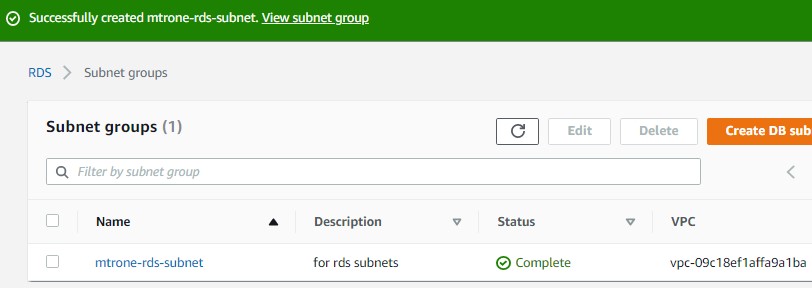 Successfully created mtrone-rds-subnet. View subnet group
RDS > Subnet groups
Subnet groups (1)
Edit
Delete
Create DB sub
Filter by subnet group
Name Description Status VPC
mtrone-rds-subnet for rds subnets Complete vpc-09c18ef1affa9a1ba